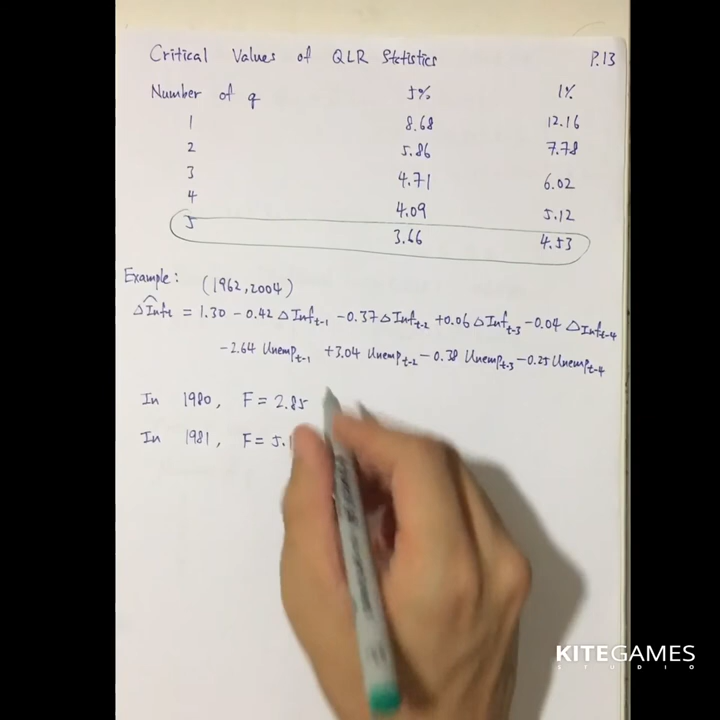 Critical Values of QLR Statistics P.13
Number of q 5% 1%
1 8.68 12.16
2 5.86 7.78
3 4.71 6.02
4 4.09 5.12
5 3.66 4.53
Example: (1962, 2004)
ΔInf̂t = 1.30 - 0.42 ΔInft-1 - 0.37 ΔInft-2 + 0.06 ΔInft-3 - 0.04 ΔInft-4
-2.64 Unempt-1 + 3.04 Unempt-2 - 0.38 Unempt-3 - 0.25 Unempt-4
In 1980, F = 2.85
In 1981, F = 5.
KITEGAMES
STUDIO